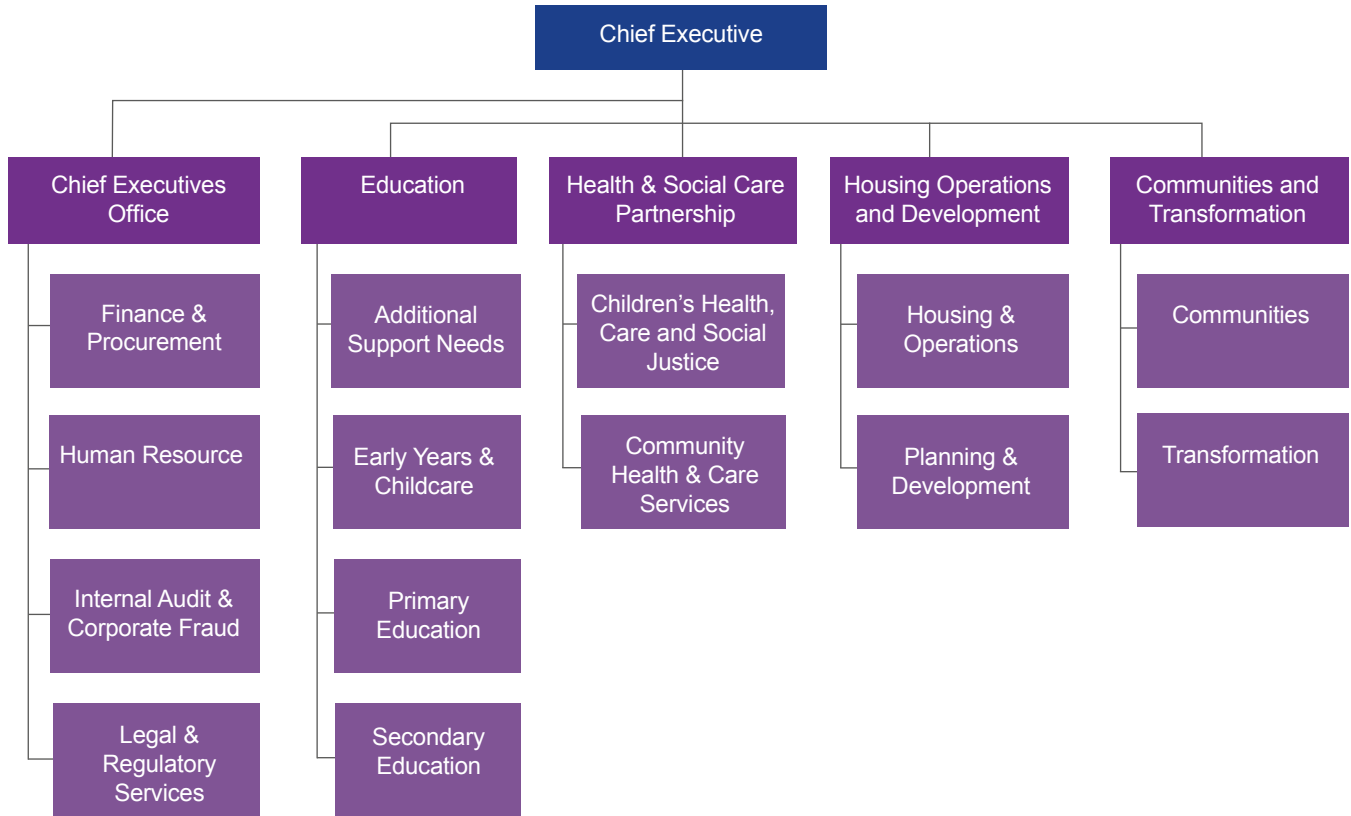 Chief Executive
Chief Executives
Office
Education
Health & Social Care
Partnership
Housing Operations
and Development
Communities and
Transformation
Finance &
Procurement
Additional
Support Needs
Children’s Health,
Care and Social
Justice
Housing &
Operations
Communities
Human Resource
Early Years &
Childcare
Community
Health & Care
Services
Planning &
Development
Transformation
Internal Audit &
Corporate Fraud
Primary
Education
Legal &
Regulatory
Services
Secondary
Education